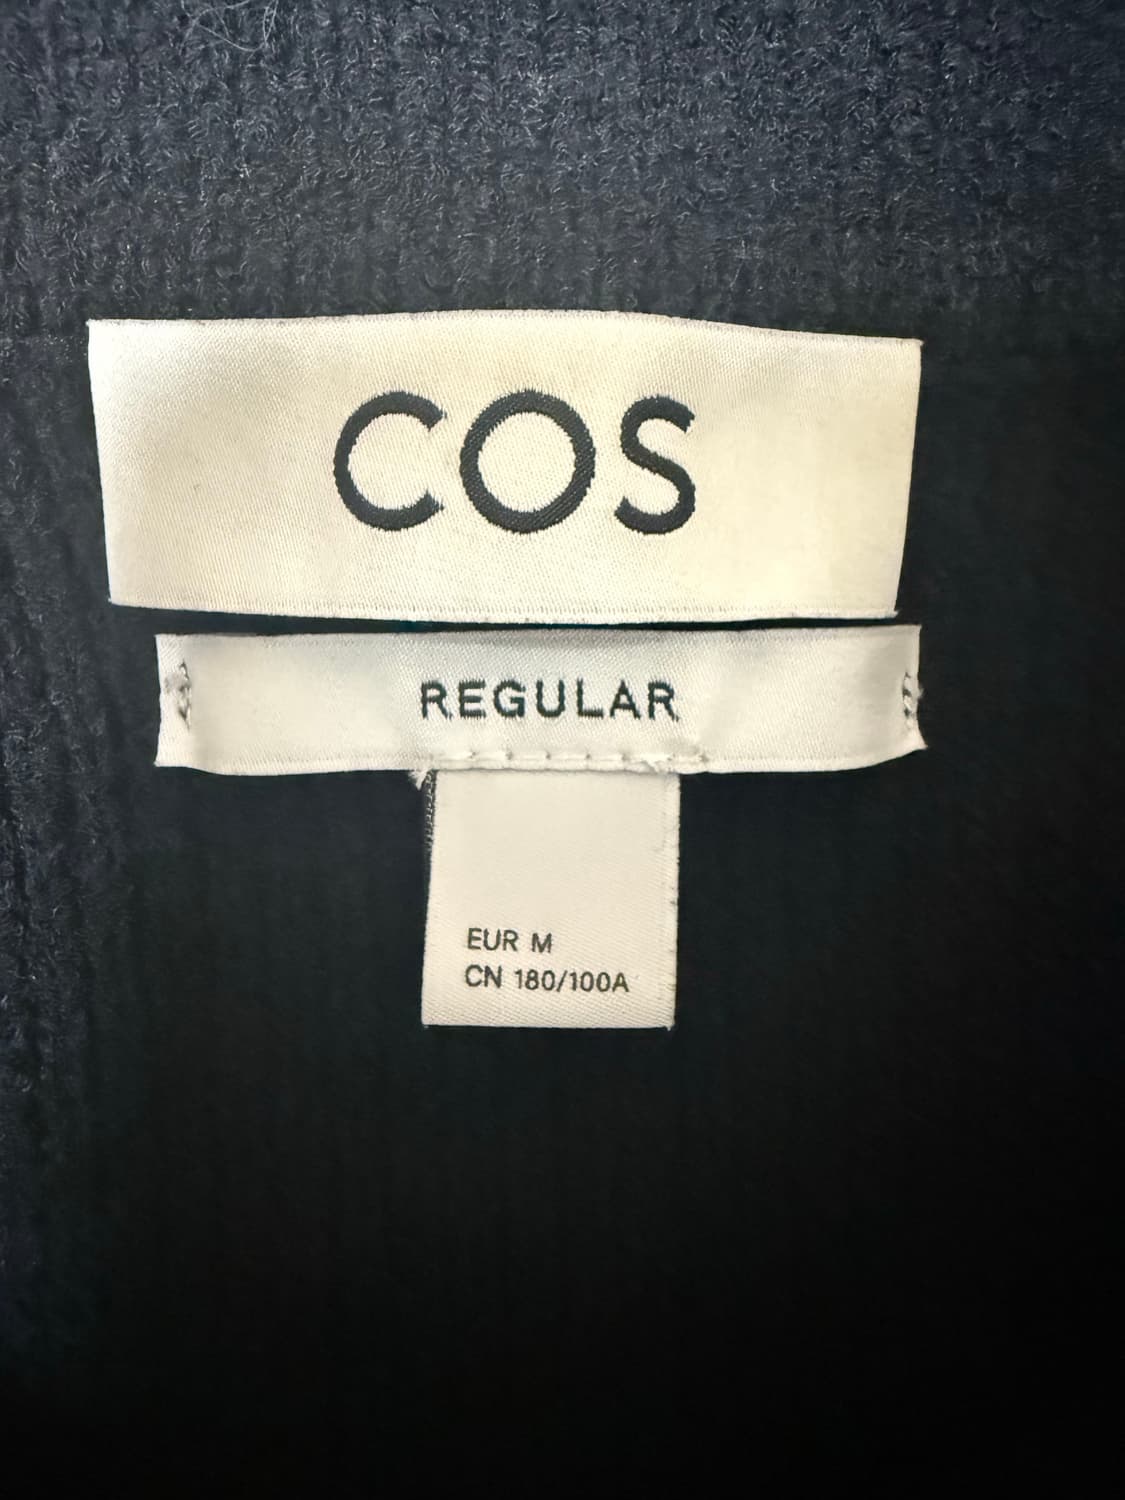 COS
REGULAR
EUR M
CN 180/100A